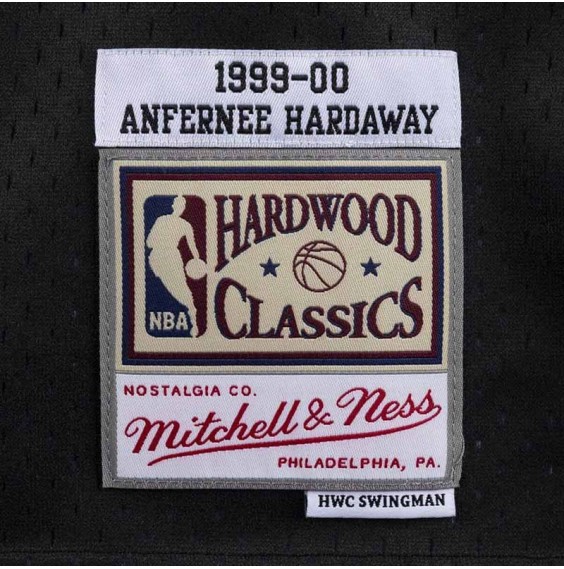 1999-00
ANFERNEE HARDAWAY
HARDWOOD
CLASSICS
NBA
NOSTALGIA CO.
Mitchell & Ness
PHILADELPHIA, PA.
HWC SWINGMAN